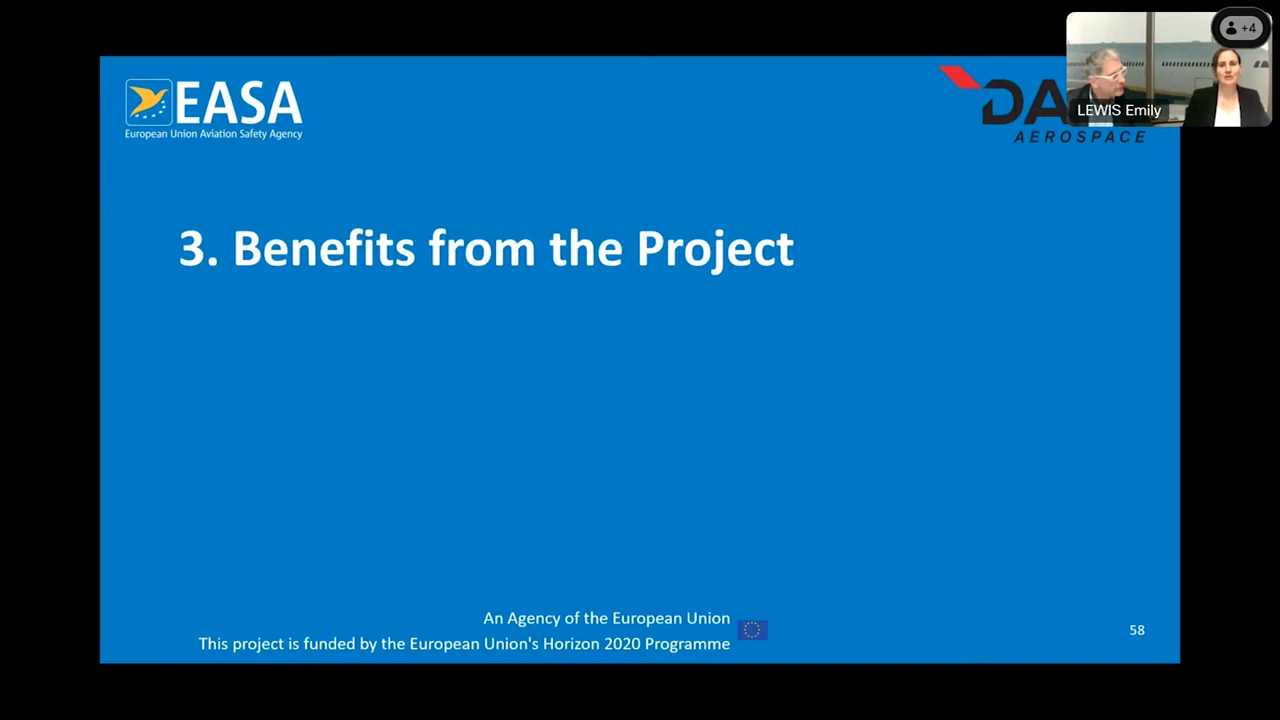 EASA
European Union Aviation Safety Agency
AEROSPACE
+4
LEWIS Emily
3. Benefits from the Project
An Agency of the European Union
This project is funded by the European Union's Horizon 2020 Programme
58